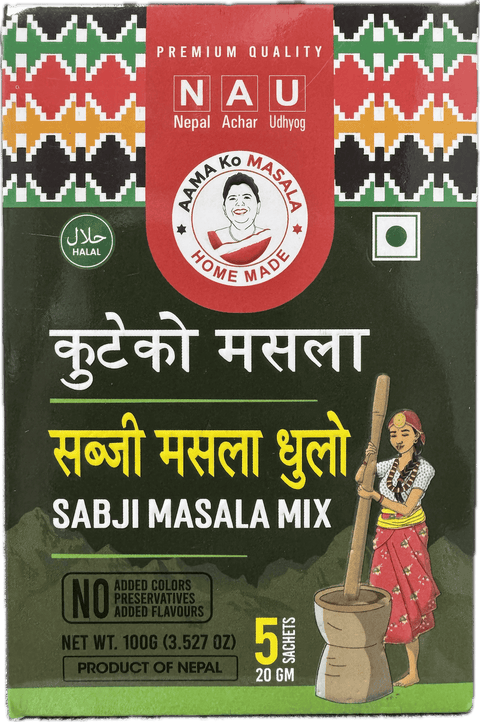 PREMIUM QUALITY
NAU
Nepal Achar Udhyog
AAMA Ko MASALA
HOME MADE
حلال
HALAL
कुटेको मसला
सब्जी मसला धुलो
SABJI MASALA MIX
NO ADDED COLORS
PRESERVATIVES
ADDED FLAVOURS
NET WT. 100G (3.527 OZ)
PRODUCT OF NEPAL
5 SACHETS
20 GM